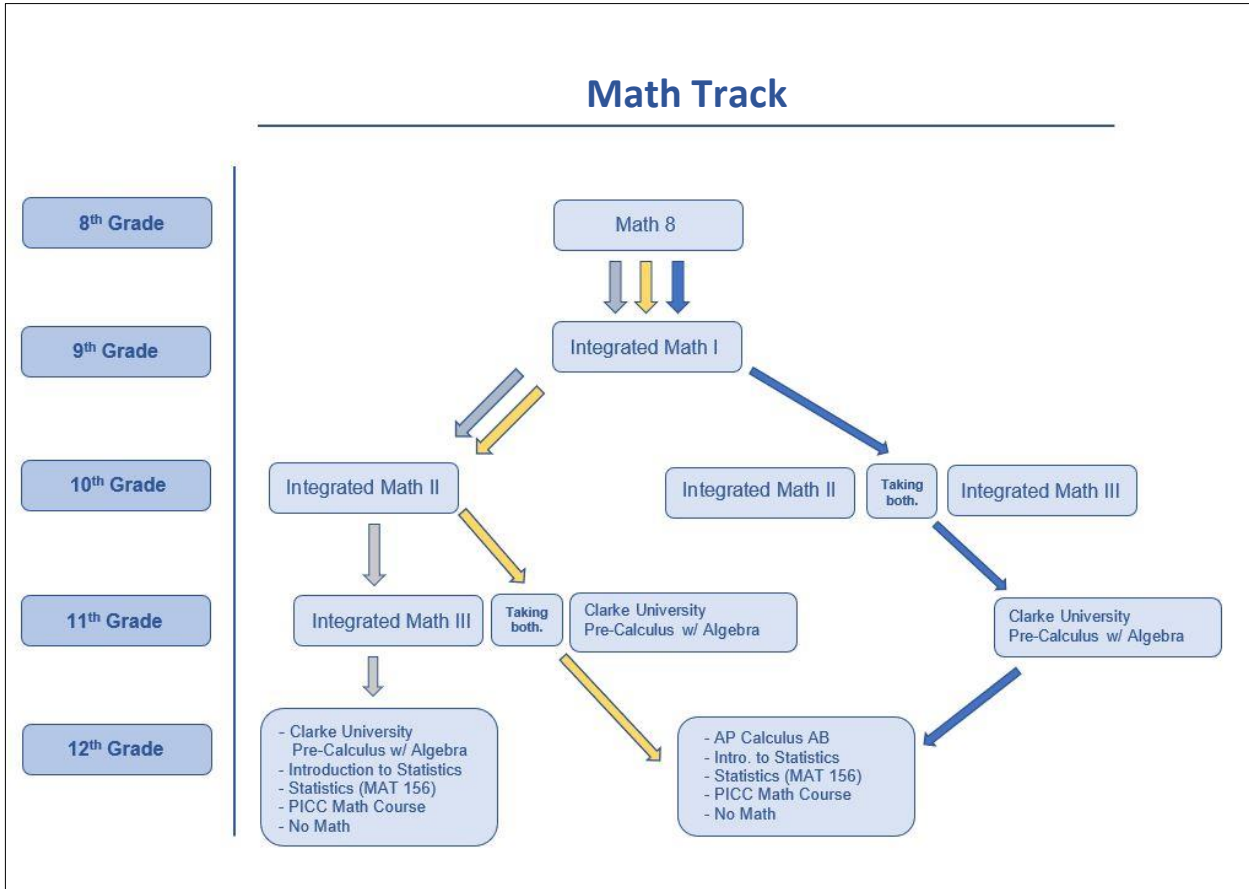 Math Track
8th Grade
Math 8
9th Grade
Integrated Math I
10th Grade
Integrated Math II
Integrated Math II
Taking
both.
Integrated Math III
11th Grade
Integrated Math III
Taking
both.
Clarke University
Pre-Calculus w/ Algebra
Clarke University
Pre-Calculus w/ Algebra
12th Grade
- Clarke University
Pre-Calculus w/ Algebra
- Introduction to Statistics
- Statistics (MAT 156)
- PICC Math Course
- No Math
- AP Calculus AB
- Intro. to Statistics
- Statistics (MAT 156)
- PICC Math Course
- No Math